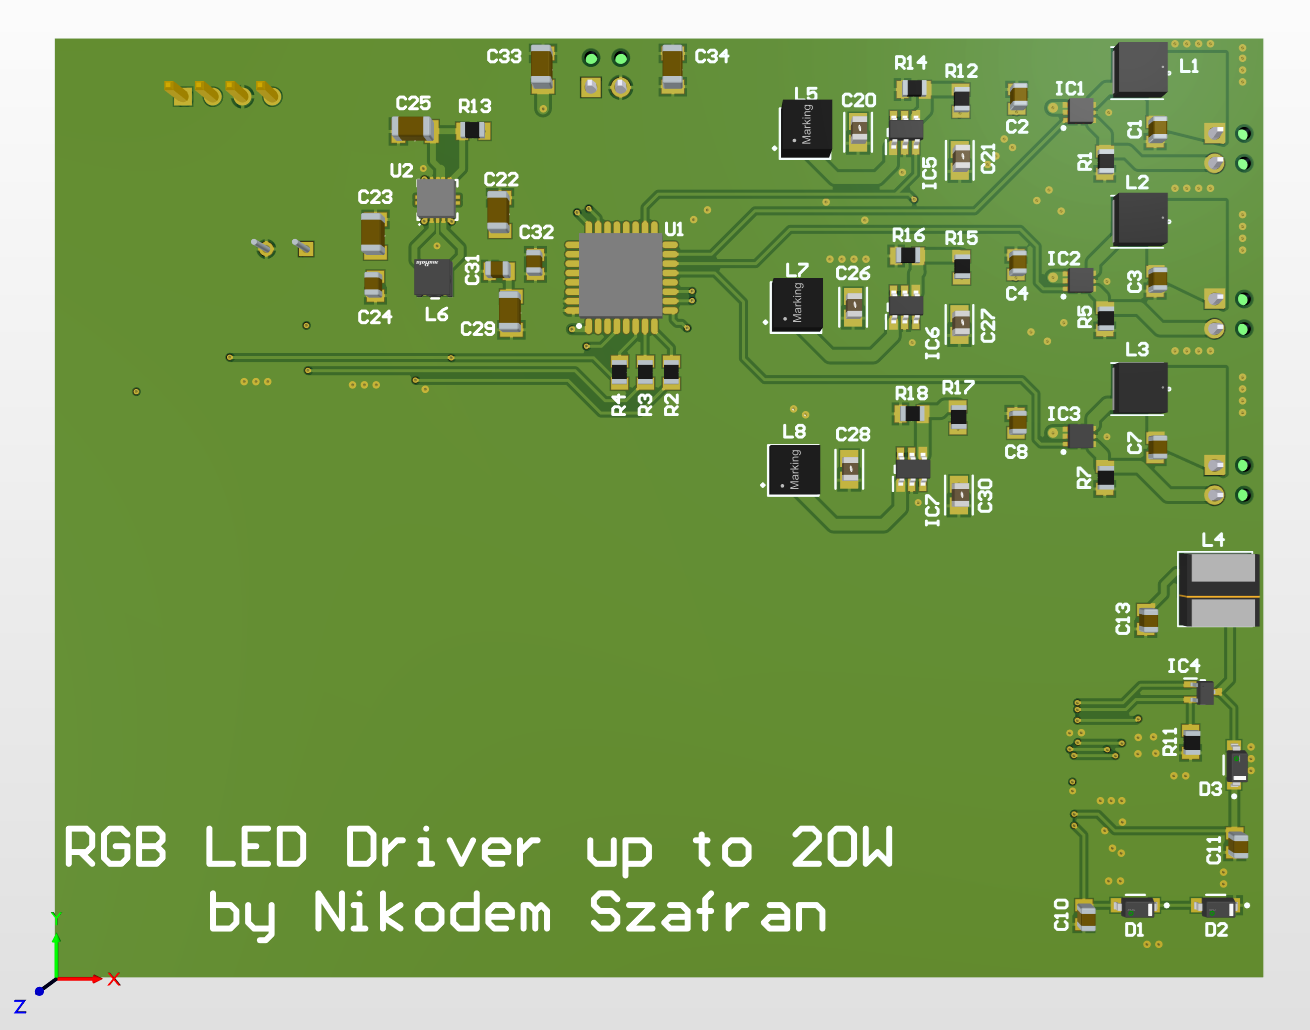 C33
C34
R14
R12
L1
IC1
L5
C20
C25
R13
C2
C1
IC5
C21
R1
U2
C22
L2
C23
C32
U1
R16
R15
IC2
L7
C26
C31
C3
C4
C24
L6
C29
R5
IC6
C27
L3
R4
R3
R2
R18
R17
IC3
L8
C28
C8
C7
R7
IC7
C30
Marking
Marking
Marking
muRata
L4
C13
IC4
R11
D3
C11
C10
D1
D2
RGB LED Driver up to 20W
by Nikodem Szafran
Y
X
Z